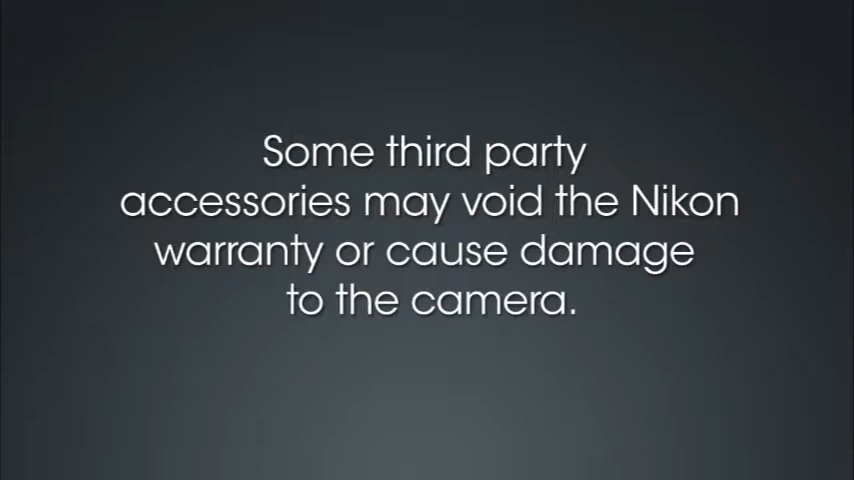 Some third party
accessories may void the Nikon
warranty or cause damage
to the camera.